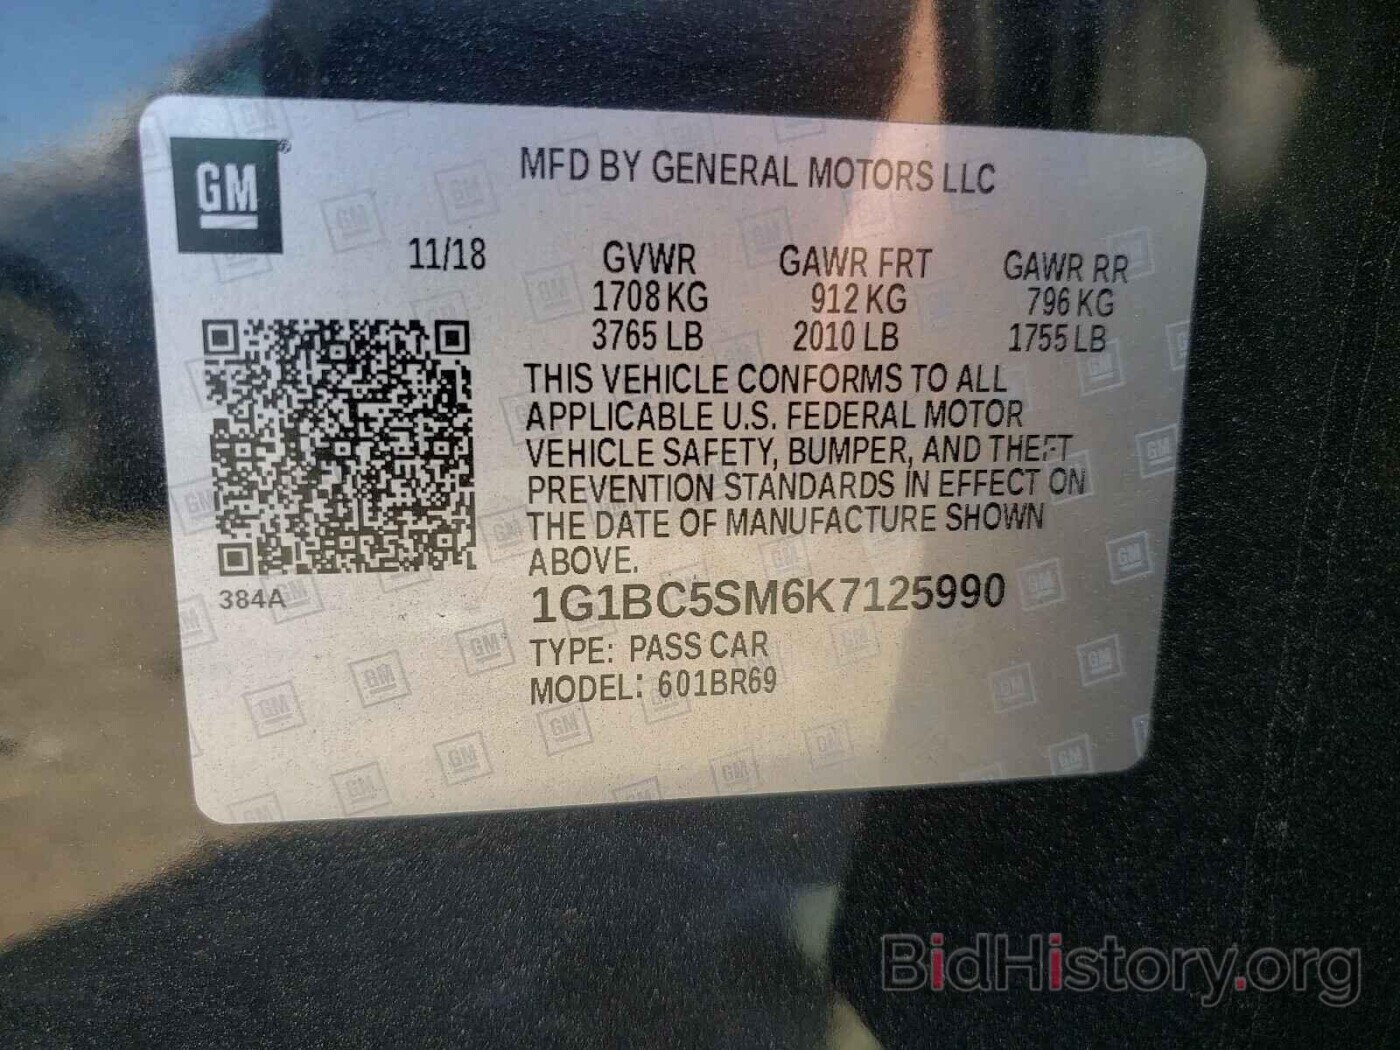 GM®
MFD BY GENERAL MOTORS LLC
11/18 GVWR GAWR FRT GAWR RR
1708 KG 912 KG 796 KG
3765 LB 2010 LB 1755 LB
THIS VEHICLE CONFORMS TO ALL
APPLICABLE U.S. FEDERAL MOTOR
VEHICLE SAFETY, BUMPER, AND THEFT
PREVENTION STANDARDS IN EFFECT ON
THE DATE OF MANUFACTURE SHOWN
ABOVE.
384A
1G1BC5SM6K7125990
TYPE: PASS CAR
MODEL: 601BR69
BidHistory.org